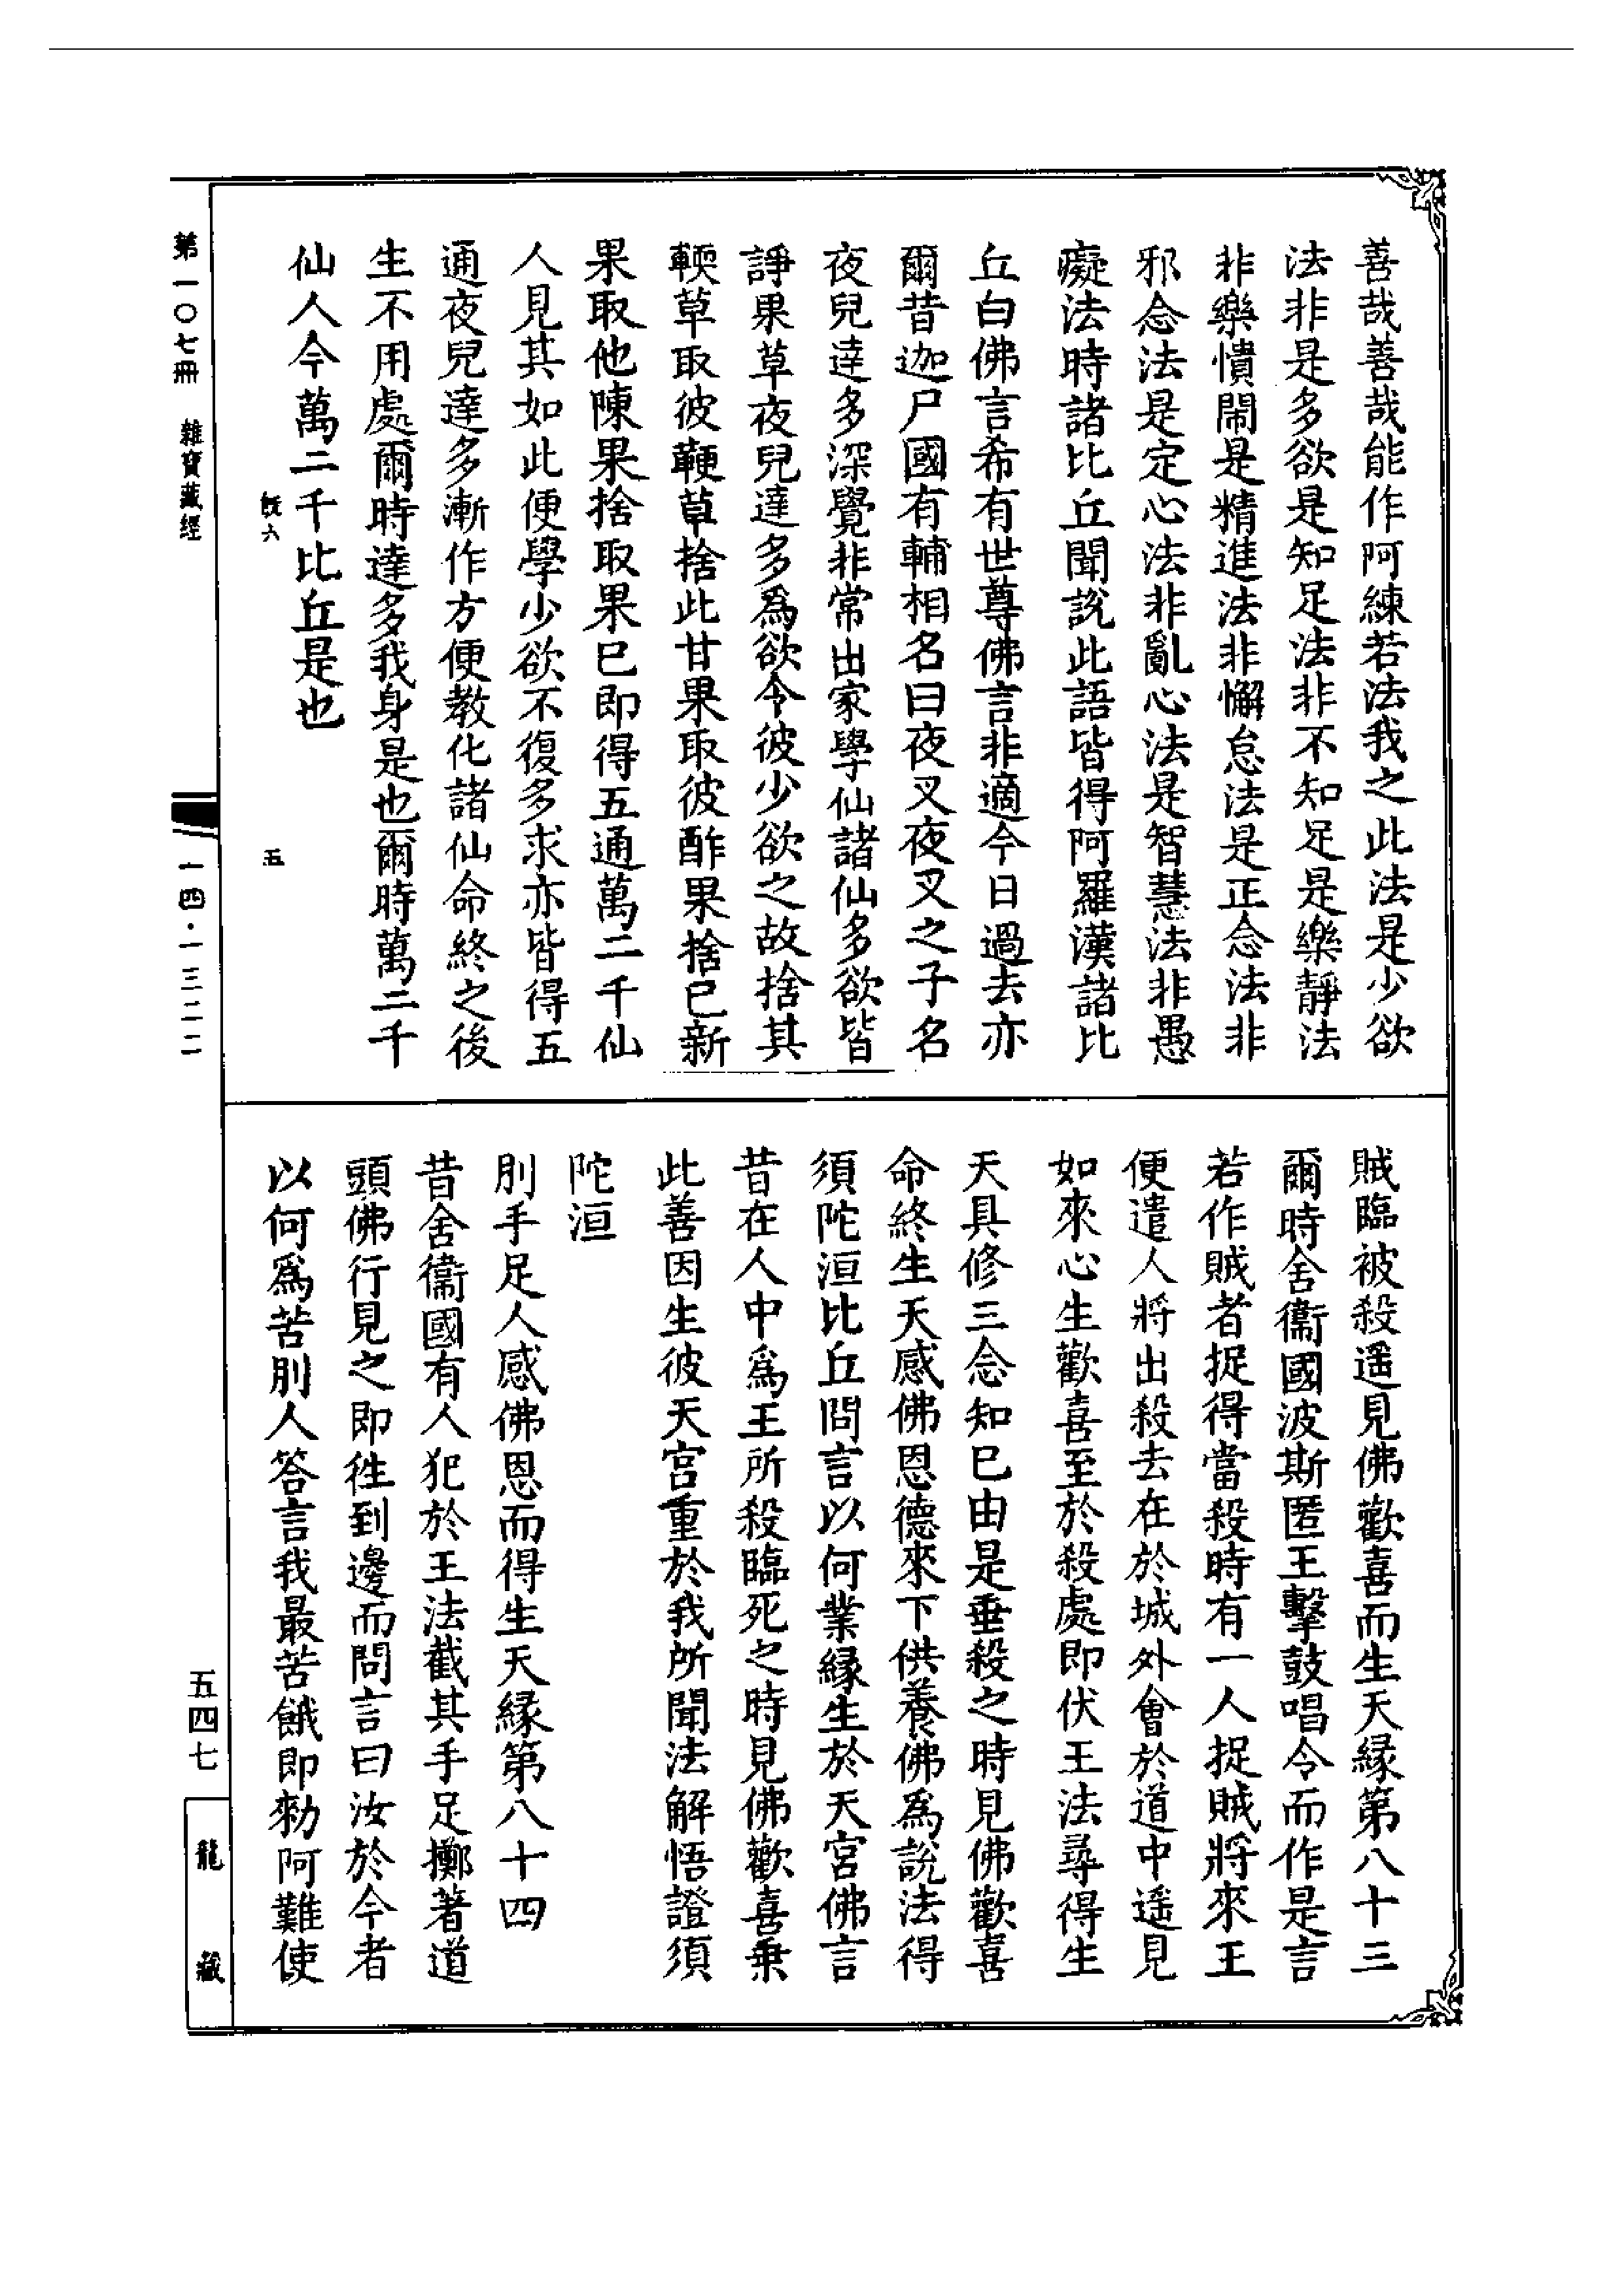 善哉善哉能作阿練若法我之此法是少欲
法非是多欲是知足法非不知足是樂靜法
非樂憒閙是精進法非懈怠法是正念法非
邪念法是定心法非亂心法是智慧法非愚
癡法時諸比丘聞說此語皆得阿羅漢諸比
丘白佛言希有世尊佛言非適今日過去亦
爾昔迦尸國有輔相名曰夜叉夜叉之子名
夜兒達多深覺非常出家學仙諸仙多欲皆
諍果草夜兒達多爲欲令彼少欲之故捨其
輭草取彼鞕草捨此甘果取彼酢果捨已新
果取他陳果捨取果已即得五通萬二千仙
人見其如此便學少欲不復多求亦皆得五
通夜兒達多漸作方便教化諸仙命終之後
生不用處爾時達多我身是也爾時萬二千
仙人今萬二千比丘是也
賊臨被殺遥見佛歡喜而生天縁第八十三
爾時舍衞國波斯匿王擊鼓唱令而作是言
若作賊者捉得當殺時有一人捉賊將來王
便遣人將出殺去在於城外會於道中遥見
如來心生歡喜至於殺處即伏王法尋得生
天具修三念知已由是垂殺之時見佛歡喜
命終生天感佛恩德來下供養佛爲說法得
須陀洹比丘問言以何業縁生於天宮佛言
昔在人中爲王所殺臨死之時見佛歡喜乗
此善因生彼天宮重於我所聞法解悟證須
陀洹
刖手足人感佛恩而得生天縁第八十四
昔舍衞國有人犯於王法截其手足擲著道
頭佛行見之即徃到邊而問言曰汝於今者
以何爲苦刖人答言我最苦餓即勑阿難使
第一〇七冊 雜寶藏經
旣六 五
一四·一三二二
五四七
龍藏